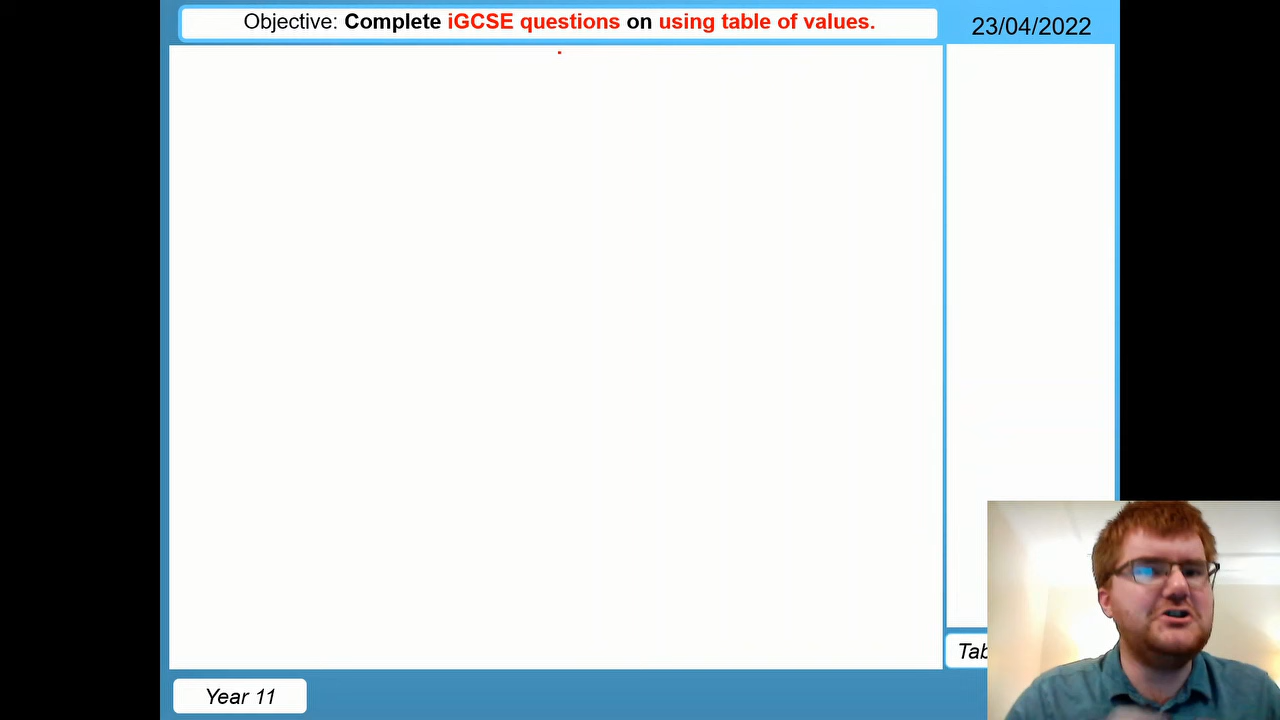 Objective: Complete iGCSE questions on using table of values.
23/04/2022
Tab
Year 11